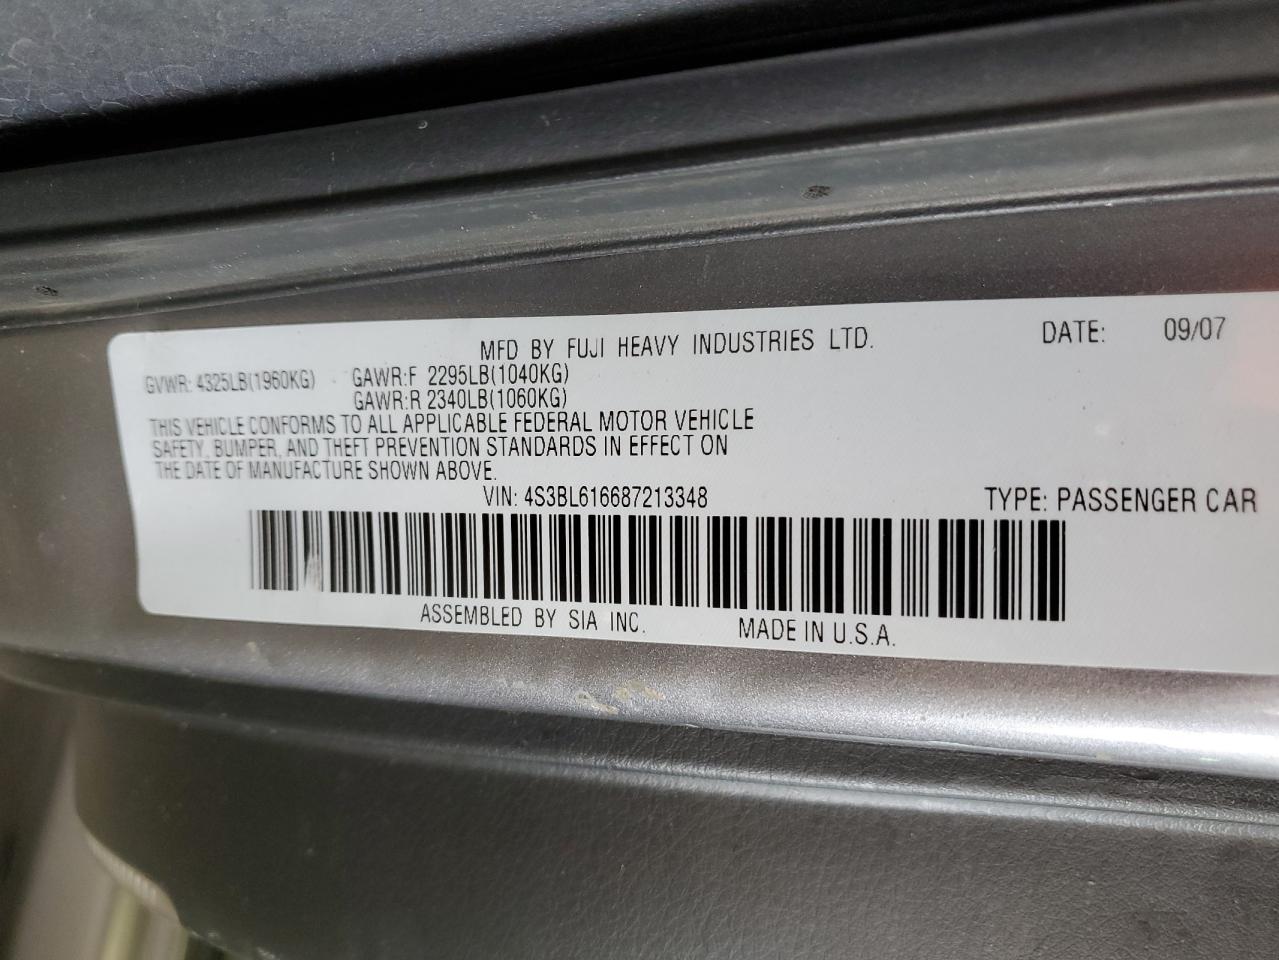 MFD BY FUJI HEAVY INDUSTRIES LTD. DATE: 09/07
GVWR: 4325LB(1960KG) GAWR:F 2295LB(1040KG)
GAWR:R 2340LB(1060KG)
THIS VEHICLE CONFORMS TO ALL APPLICABLE FEDERAL MOTOR VEHICLE
SAFETY, BUMPER, AND THEFT PREVENTION STANDARDS IN EFFECT ON
THE DATE OF MANUFACTURE SHOWN ABOVE.
VIN: 4S3BL616687213348 TYPE: PASSENGER CAR
ASSEMBLED BY SIA INC. MADE IN U.S.A.